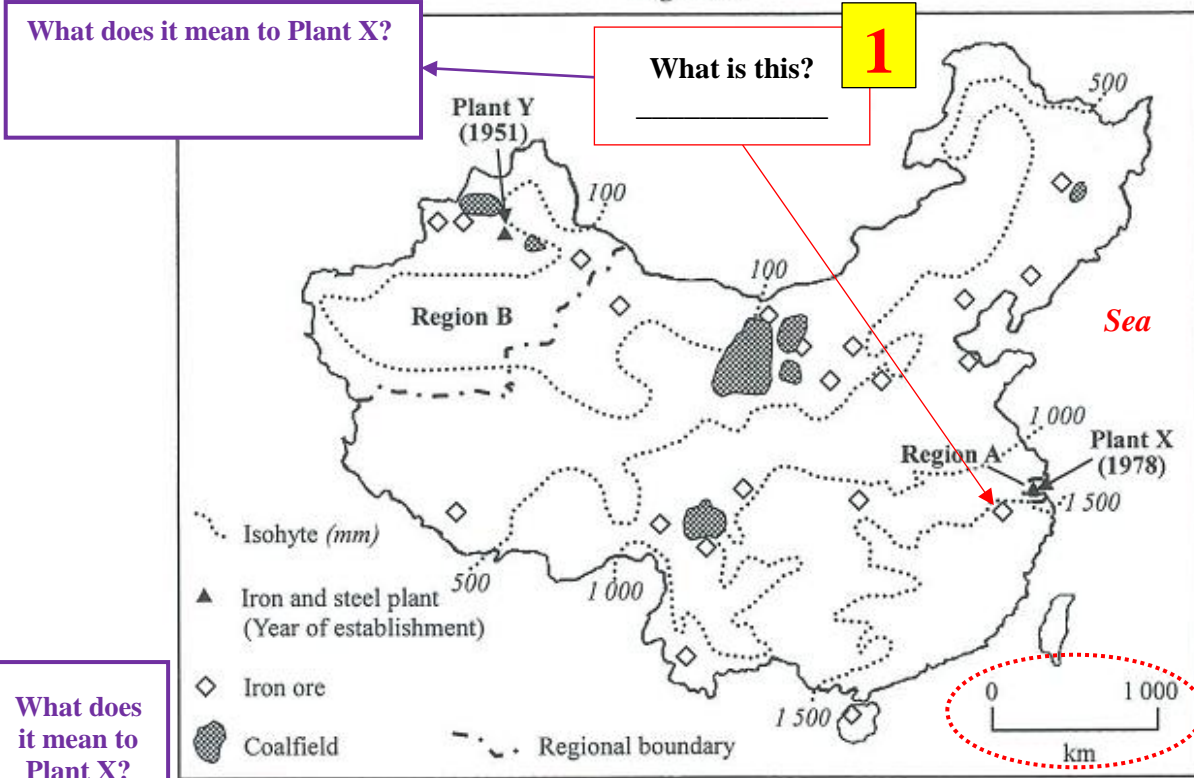 What does it mean to Plant X?
What is this?
_____________
1
Plant Y
(1951)
500
100
100
Region B
Sea
1 000
Region A
Plant X
(1978)
1 500
Isohyte (mm)
500
1 000
Iron and steel plant
(Year of establishment)
Iron ore
1 500
0 1 000
km
Coalfield
Regional boundary
What does
it mean to
Plant X?